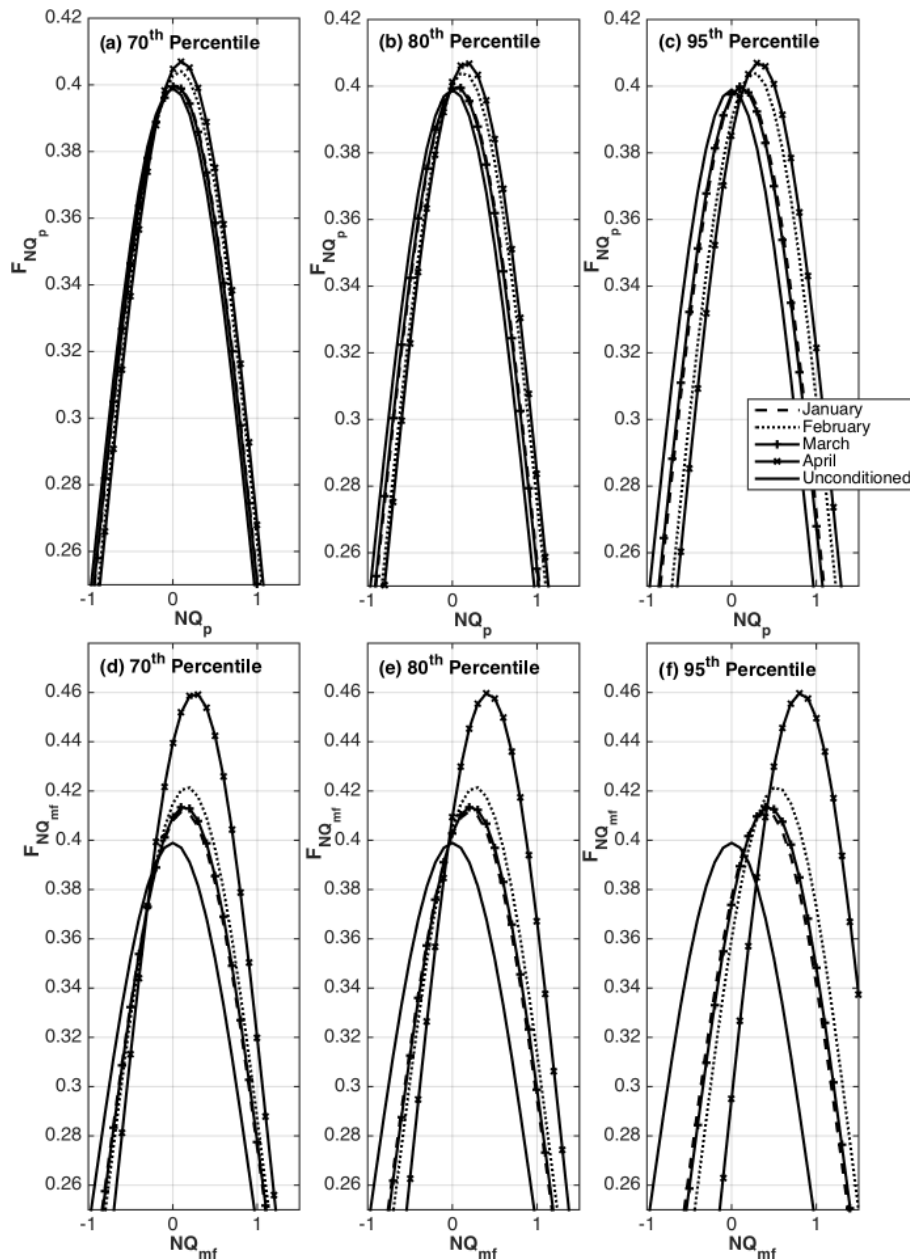 (a) 70th Percentile
(b) 80th Percentile
(c) 95th Percentile
0.42
0.4
0.38
0.36
0.34
0.32
0.3
0.28
0.26
F_NQp
-1 0 1
NQp
0.42
0.4
0.38
0.36
0.34
0.32
0.3
0.28
0.26
F_NQp
-1 0 1
NQp
0.42
0.4
0.38
0.36
0.34
0.32
0.3
0.28
0.26
F_NQp
-1 0 1
NQp
January
February
March
April
Unconditioned
(d) 70th Percentile
(e) 80th Percentile
(f) 95th Percentile
0.46
0.44
0.42
0.4
0.38
0.36
0.34
0.32
0.3
0.28
0.26
F_NQmf
-1 0 1
NQmf
0.46
0.44
0.42
0.4
0.38
0.36
0.34
0.32
0.3
0.28
0.26
F_NQmf
-1 0 1
NQmf
0.46
0.44
0.42
0.4
0.38
0.36
0.34
0.32
0.3
0.28
0.26
F_NQmf
-1 0 1
NQmf